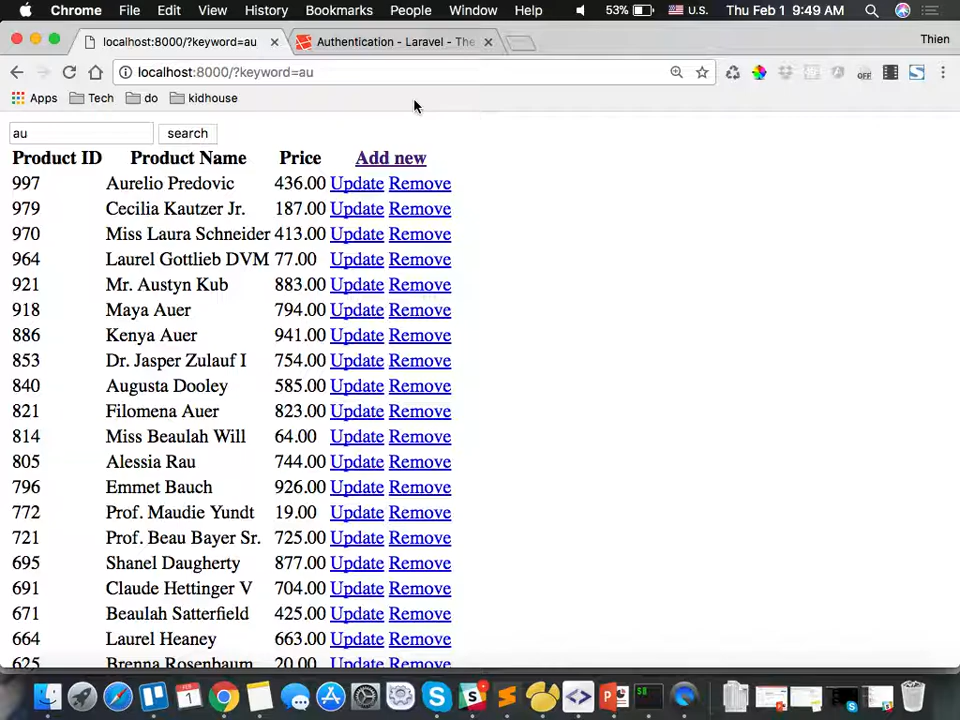 Chrome File Edit View History Bookmarks People Window Help 53% U.S. Thu Feb 1 9:49 AM
localhost:8000/?keyword=au Authentication - Laravel - The Thien
localhost:8000/?keyword=au OFF
Apps Tech do kidhouse
au search
Product ID Product Name Price Add new
997 Aurelio Predovic 436.00 Update Remove
979 Cecilia Kautzer Jr. 187.00 Update Remove
970 Miss Laura Schneider 413.00 Update Remove
964 Laurel Gottlieb DVM 77.00 Update Remove
921 Mr. Austyn Kub 883.00 Update Remove
918 Maya Auer 794.00 Update Remove
886 Kenya Auer 941.00 Update Remove
853 Dr. Jasper Zulauf I 754.00 Update Remove
840 Augusta Dooley 585.00 Update Remove
821 Filomena Auer 823.00 Update Remove
814 Miss Beaulah Will 64.00 Update Remove
805 Alessia Rau 744.00 Update Remove
796 Emmet Bauch 926.00 Update Remove
772 Prof. Maudie Yundt 19.00 Update Remove
721 Prof. Beau Bayer Sr. 725.00 Update Remove
695 Shanel Daugherty 877.00 Update Remove
691 Claude Hettinger V 704.00 Update Remove
671 Beaulah Satterfield 425.00 Update Remove
664 Laurel Heaney 663.00 Update Remove
625 Brenna Rosenbaum 20.00 Update Remove